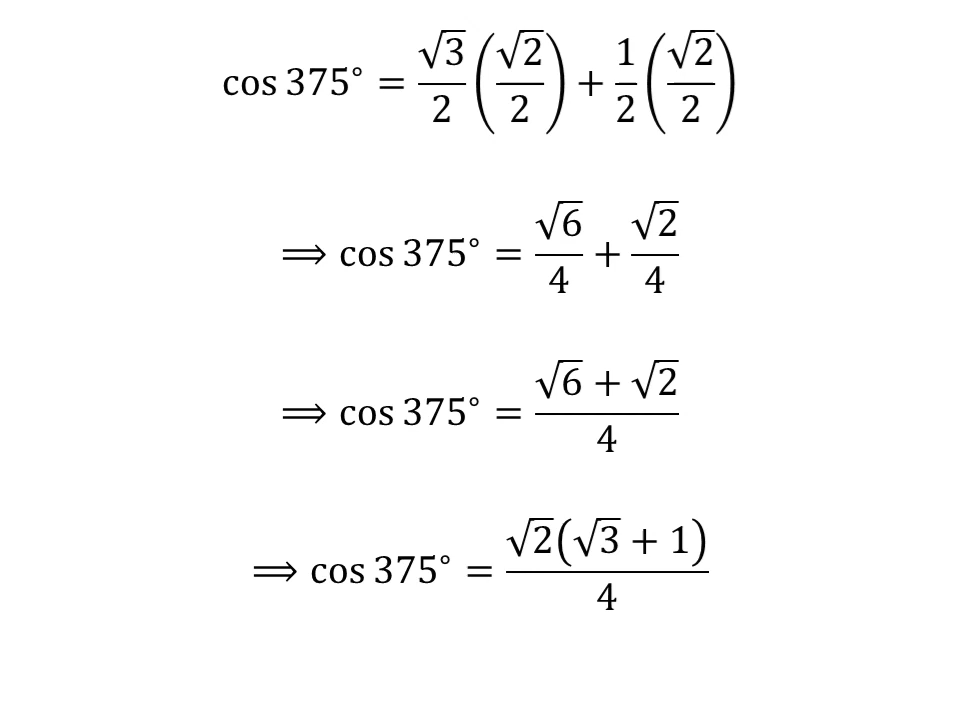 cos 375° = √3/2 (√2/2) + 1/2 (√2/2)
⟹ cos 375° = √6/4 + √2/4
⟹ cos 375° = (√6 + √2)/4
⟹ cos 375° = √2(√3 + 1)/4